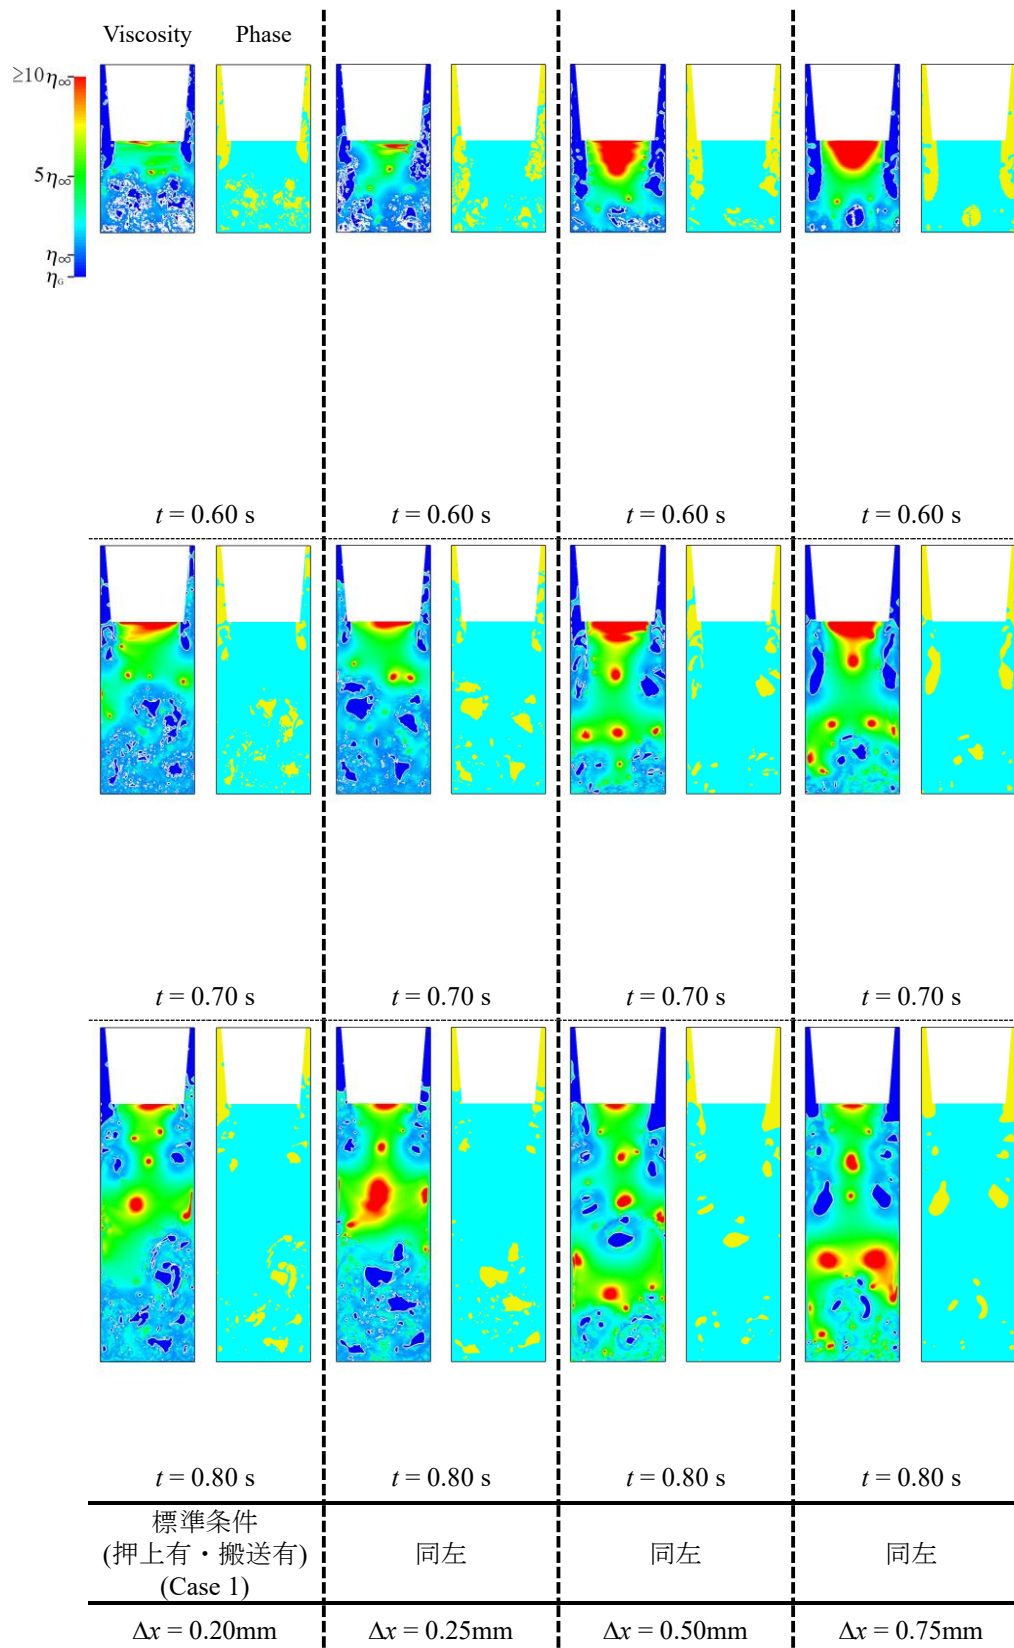 Viscosity Phase
≥10η∞
5η∞
η∞
ηG
t = 0.60 s t = 0.60 s t = 0.60 s t = 0.60 s
t = 0.70 s t = 0.70 s t = 0.70 s t = 0.70 s
t = 0.80 s t = 0.80 s t = 0.80 s t = 0.80 s
標準条件
(押上有・搬送有) 同左 同左 同左
(Case 1)
Δx = 0.20mm Δx = 0.25mm Δx = 0.50mm Δx = 0.75mm